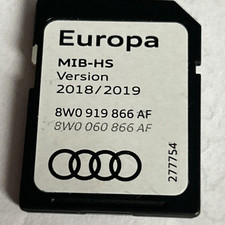 Europa
MIB-HS
Version
2018/2019
8W0 919 866 AF
8W0 060 866 AF
277754